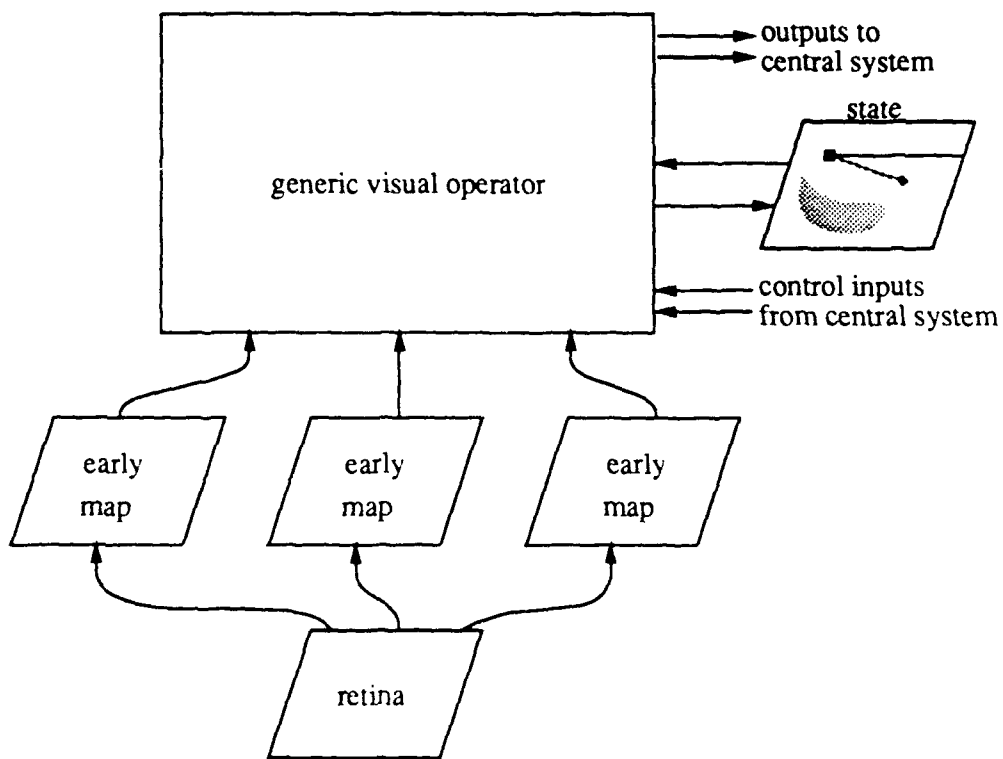 outputs to
central system
state
generic visual operator
control inputs
from central system
early
map
early
map
early
map
retina